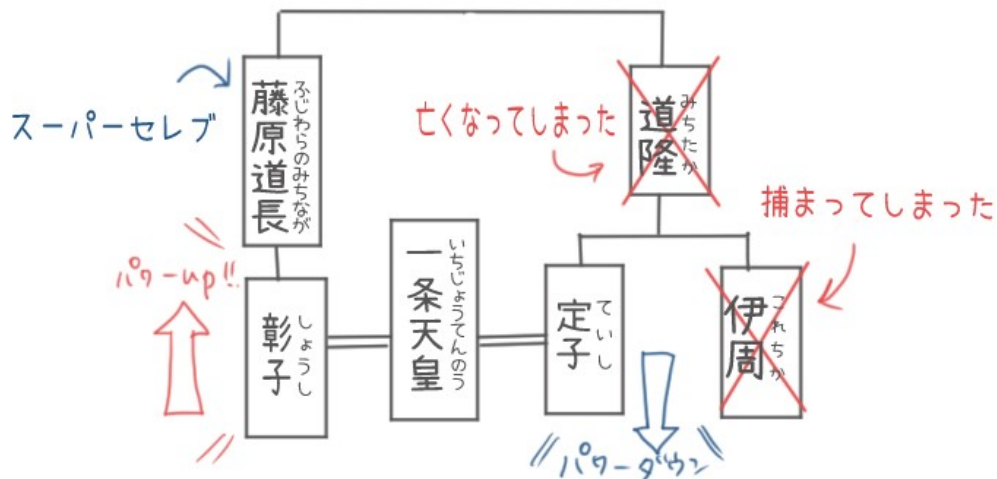 スーパーセレブ
藤原道長
ふじわらのみちなが
亡くなってしまった
道隆
みちたか
捕まってしまった
パワーup!!
彰子
しょうし
一条天皇
いちじょうてんのう
定子
ていし
伊周
これちか
パワーダウン